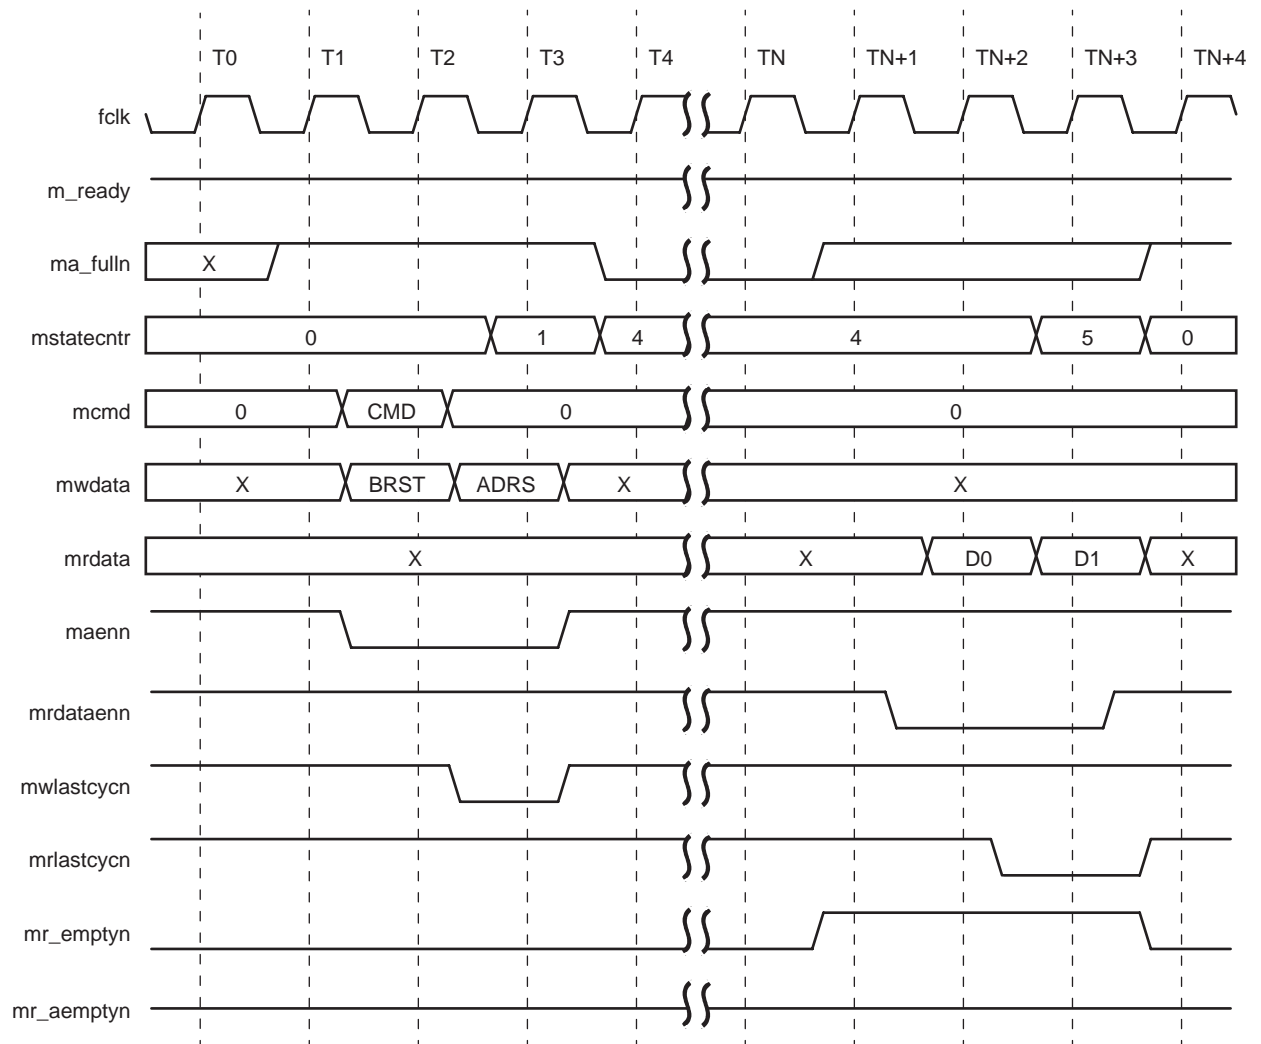 T0 T1 T2 T3 T4 TN TN+1 TN+2 TN+3 TN+4
fclk
m_ready
ma_fulln X
mstatecntr 0 1 4 4 5 0
mcmd 0 CMD 0 0
mwdata X BRST ADRS X X
mrdata X X D0 D1 X
maenn
mrdataenn
mwlastcycn
mrlastcycn
mr_emptyn
mr_aemptyn